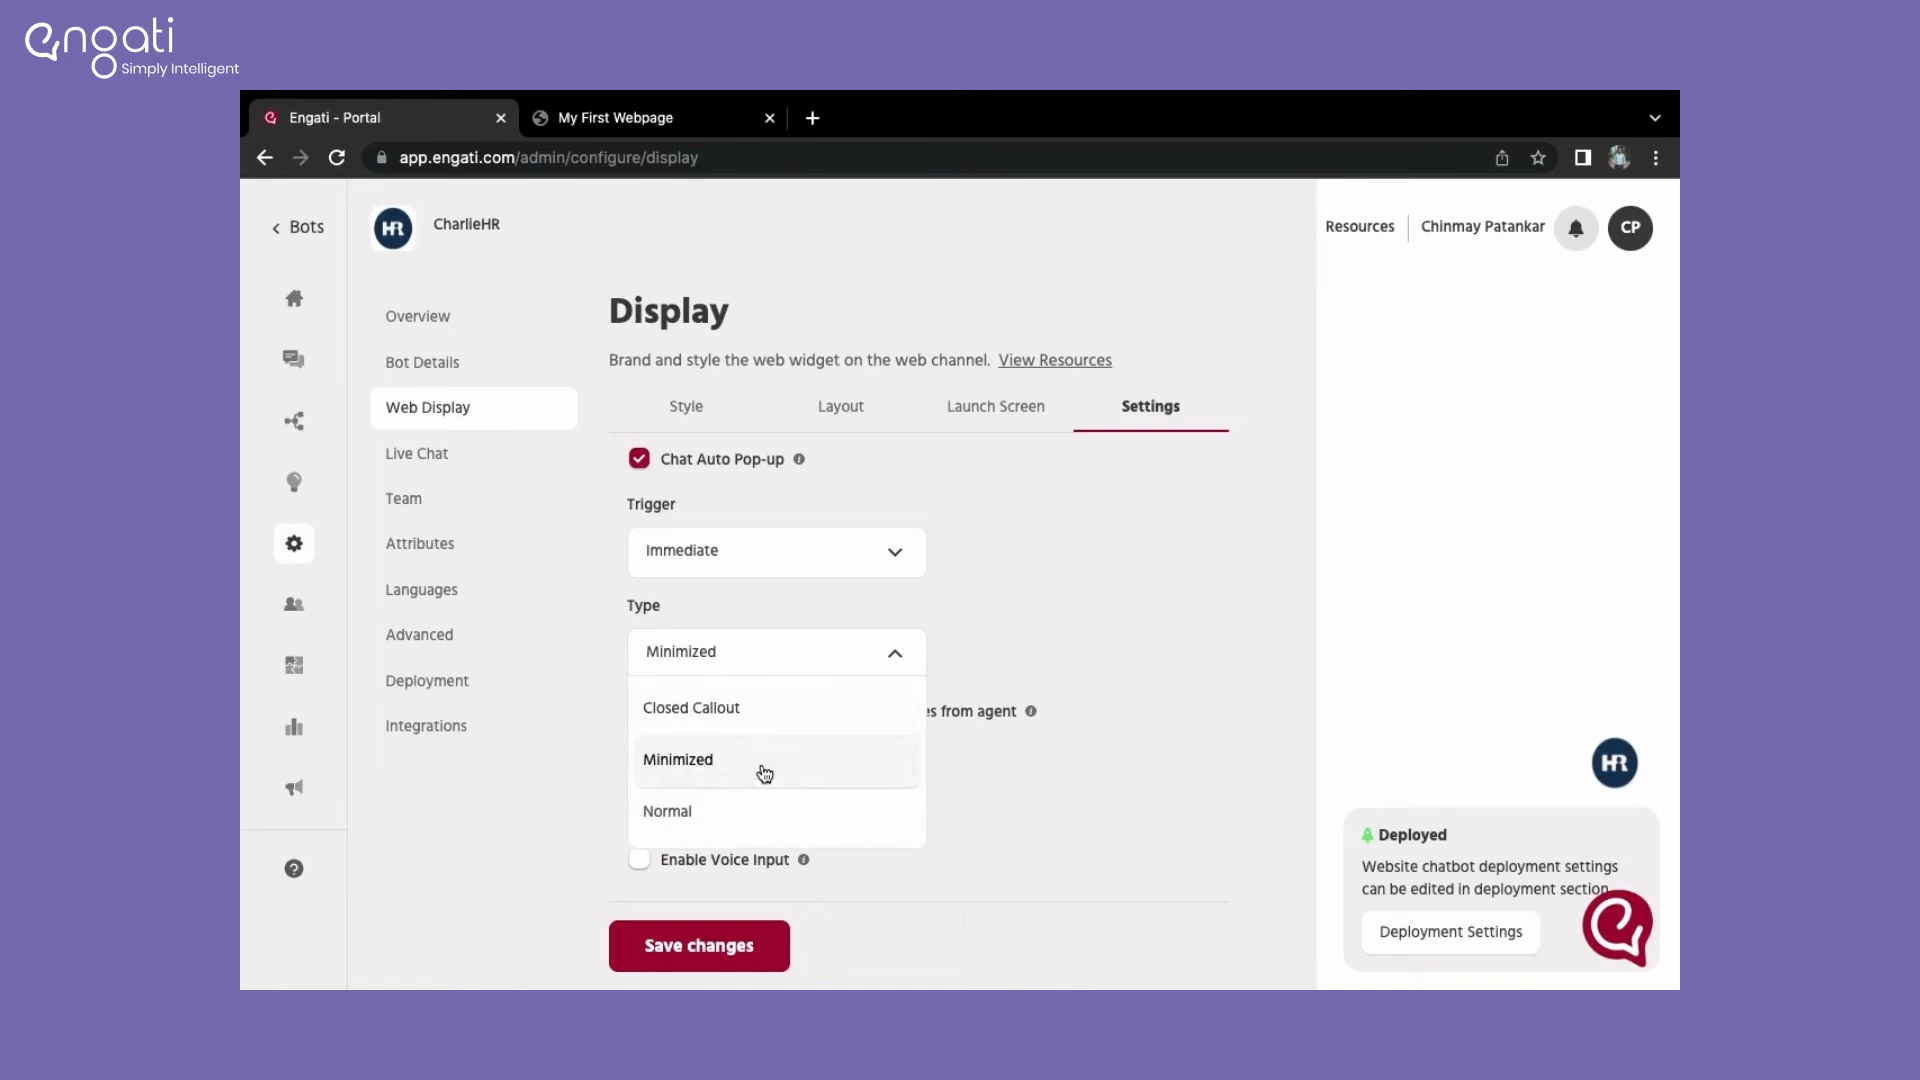 engati
Simply Intelligent
Engati - Portal
My First Webpage
app.engati.com/admin/configure/display
Bots
HR
CharlieHR
Resources
Chinmay Patankar
CP
Overview
Bot Details
Web Display
Live Chat
Team
Attributes
Languages
Advanced
Deployment
Integrations
Display
Brand and style the web widget on the web channel. View Resources
Style
Layout
Launch Screen
Settings
Chat Auto Pop-up
Trigger
Immediate
Type
Minimized
Closed Callout
es from agent
Minimized
Normal
Enable Voice Input
Save changes
HR
Deployed
Website chatbot deployment settings
can be edited in deployment section
Deployment Settings